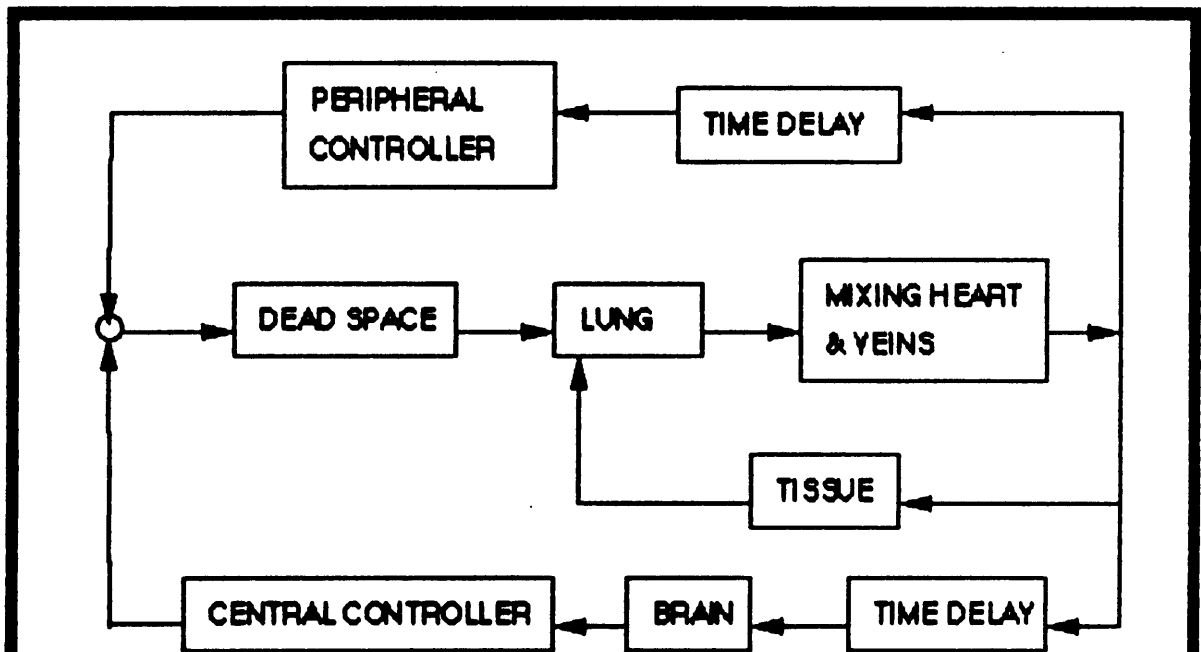 PERIPHERAL
CONTROLLER
TIME DELAY
DEAD SPACE
LUNG
MIXING HEART
& VEINS
TISSUE
CENTRAL CONTROLLER
BRAIN
TIME DELAY